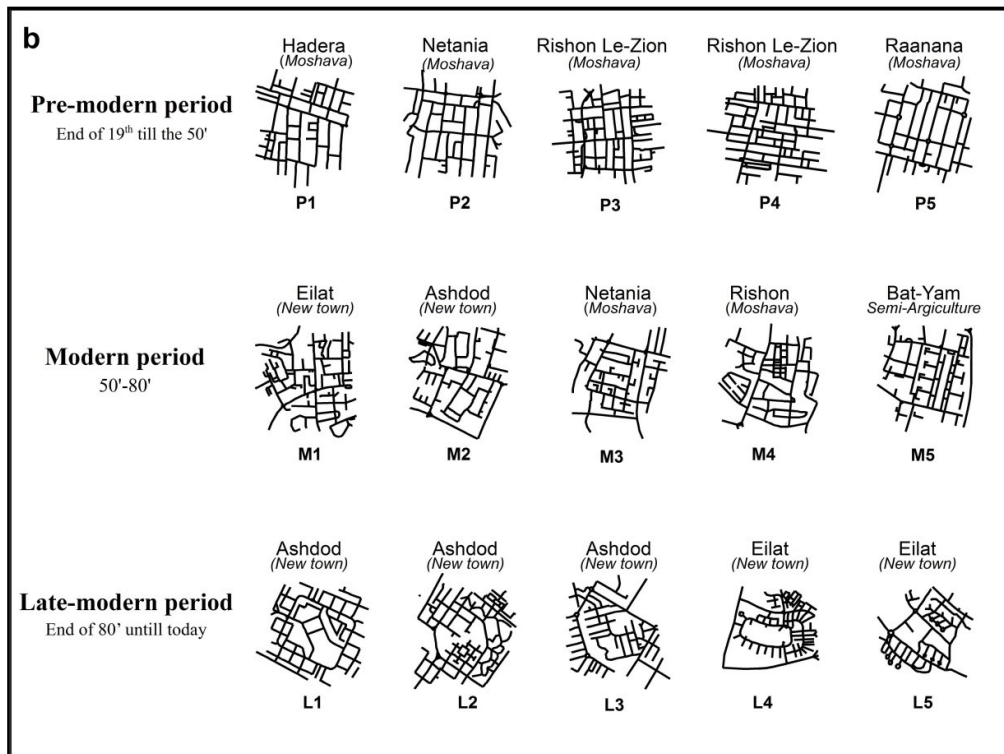 b
Hadera Netania Rishon Le-Zion Rishon Le-Zion Raanana
(Moshava) (Moshava) (Moshava) (Moshava) (Moshava)
Pre-modern period
End of 19th till the 50'
P1 P2 P3 P4 P5
Eilat Ashdod Netania Rishon Bat-Yam
(New town) (New town) (Moshava) (Moshava) Semi-Argiculture
Modern period
50'-80'
M1 M2 M3 M4 M5
Ashdod Ashdod Ashdod Eilat Eilat
(New town) (New town) (New town) (New town) (New town)
Late-modern period
End of 80' untill today
L1 L2 L3 L4 L5